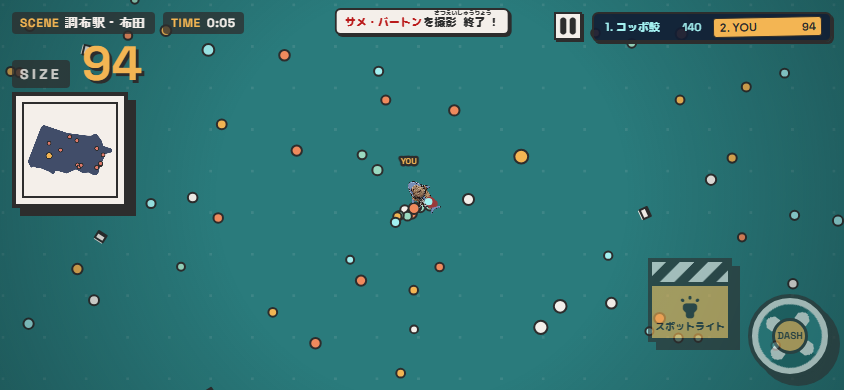 SCENE 調布駅・布田
TIME 0:05
サメ・バートンを撮影終了！
さつえいしゅうりょう
1. コッポ鮫 140
2. YOU 94
SIZE 94
YOU
スポットライト
DASH